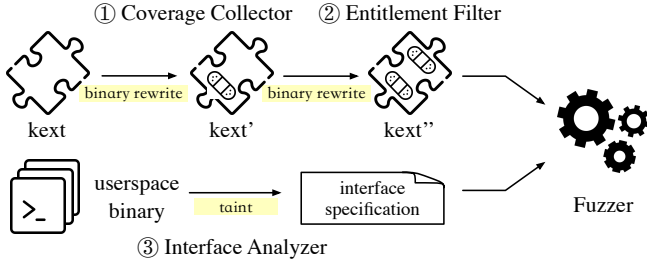 ① Coverage Collector
② Entitlement Filter
binary rewrite
binary rewrite
kext
kext’
kext’’
>_
userspace
binary
taint
interface
specification
Fuzzer
③ Interface Analyzer